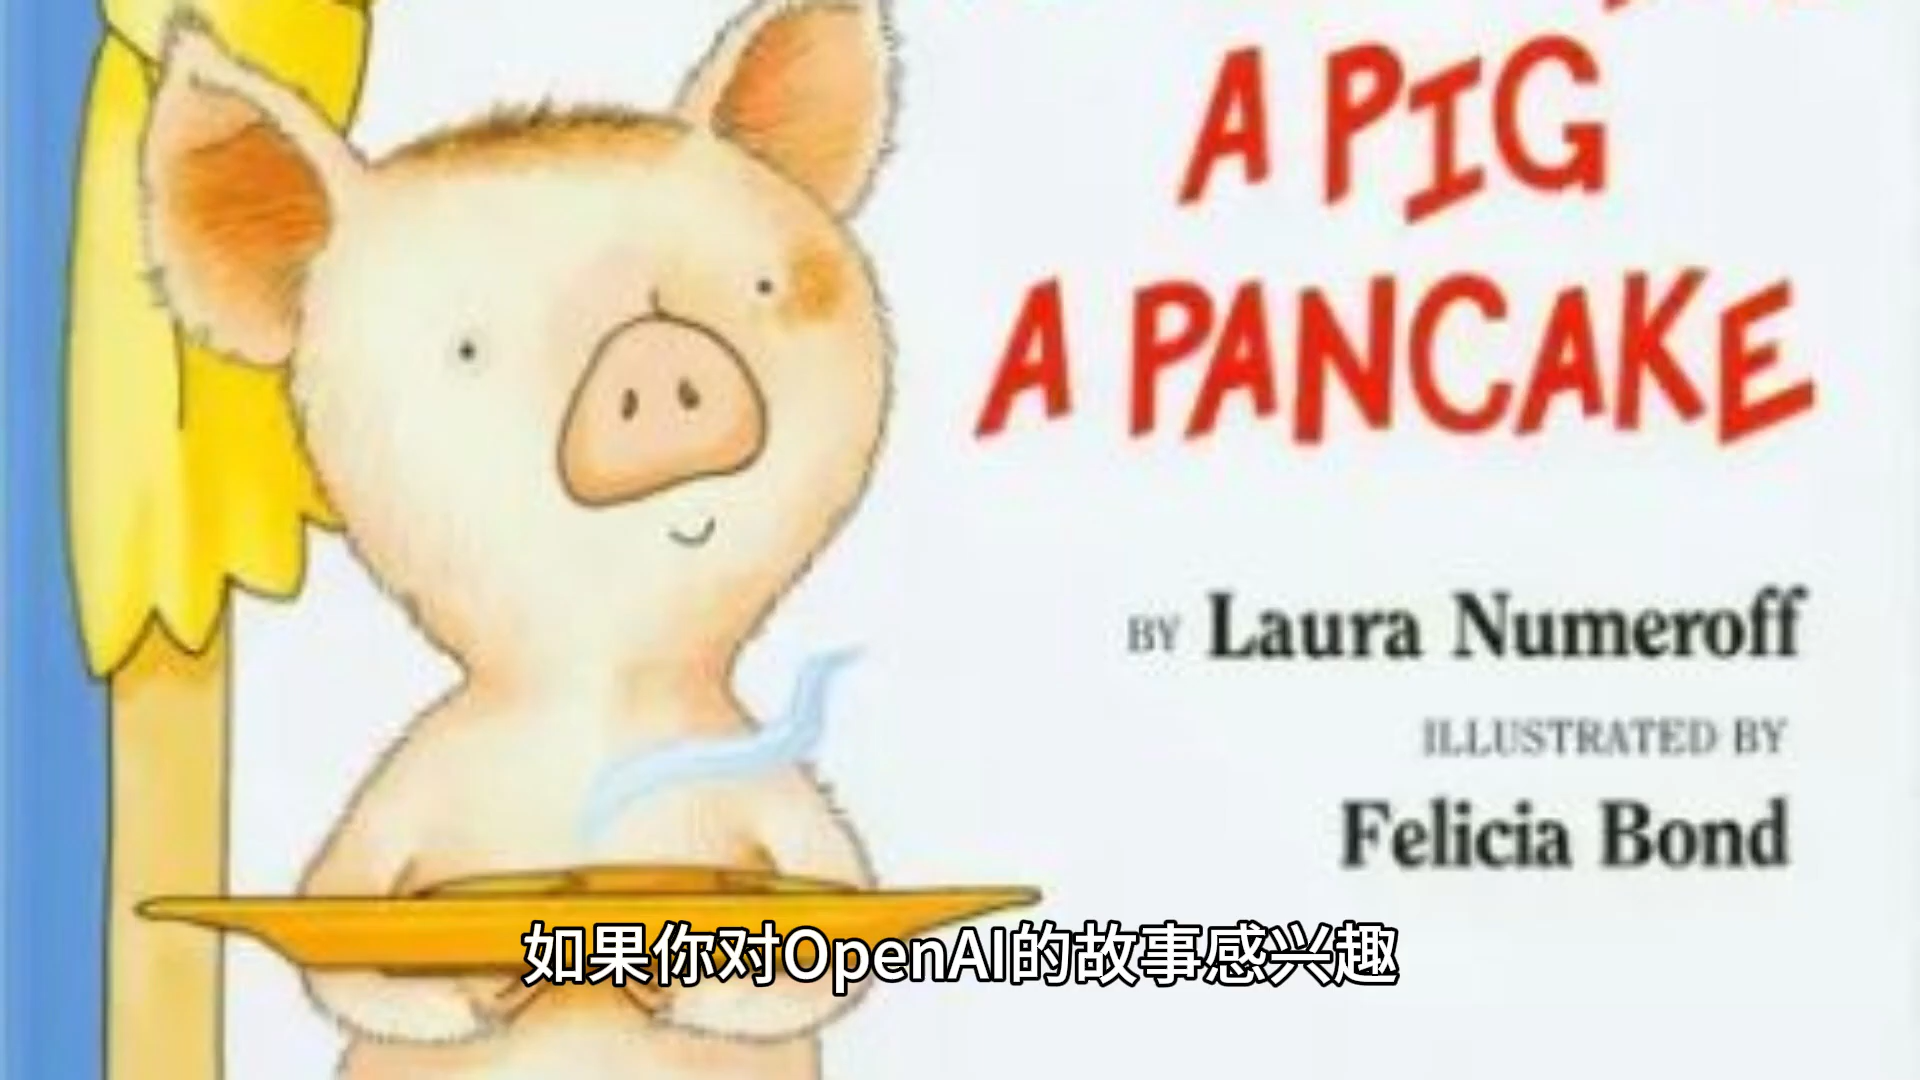 A PIG
A PANCAKE
BY Laura Numeroff
ILLUSTRATED BY
Felicia Bond
如果你对OpenAI的故事感兴趣